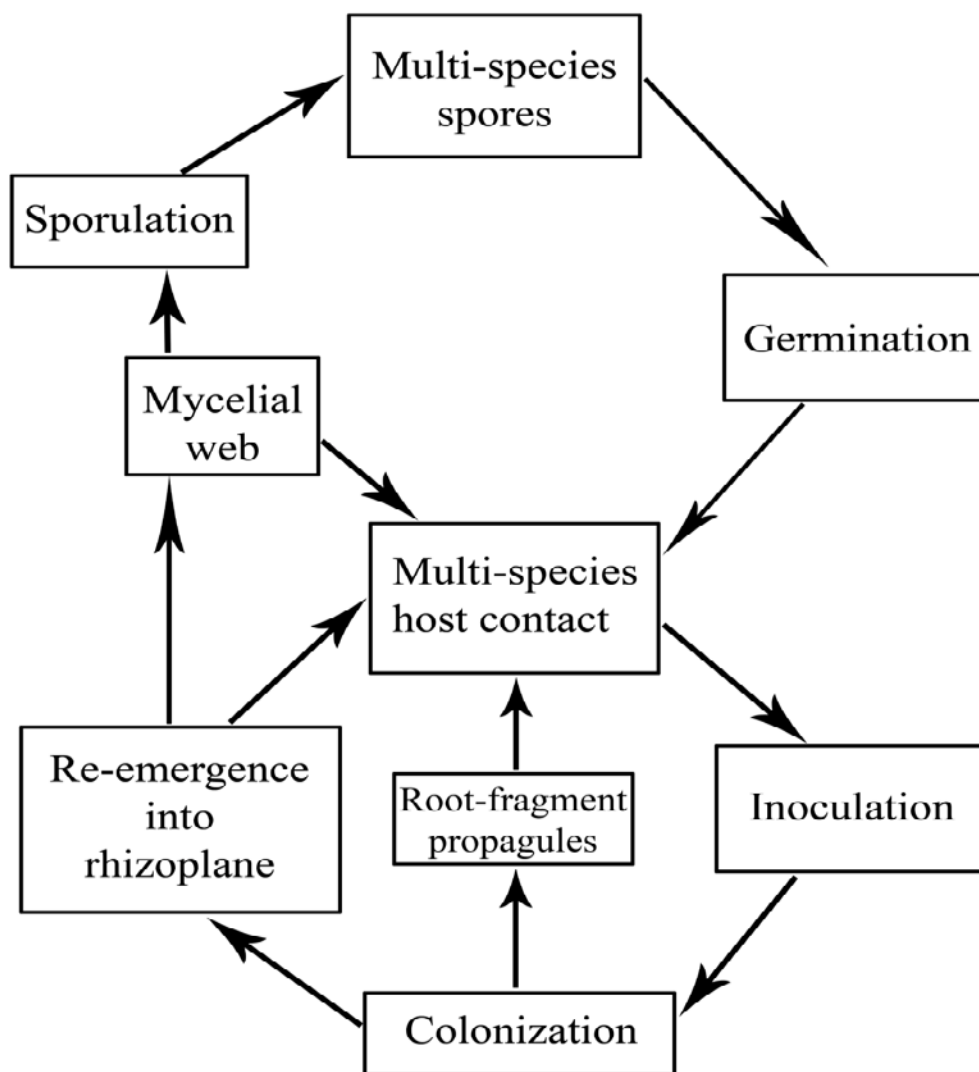 Multi-species
spores
Sporulation
Germination
Mycelial
web
Multi-species
host contact
Re-emergence
into
rhizoplane
Root-fragment
propagules
Inoculation
Colonization